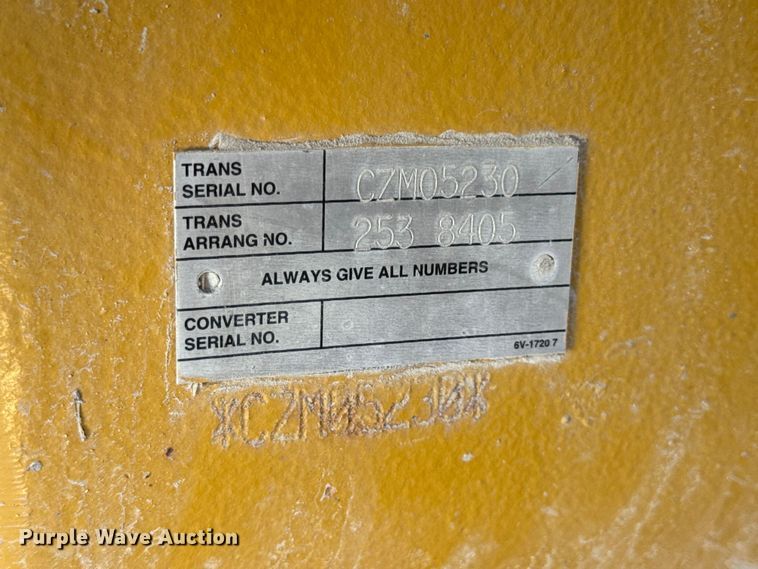 TRANS
SERIAL NO.
CZM05230
TRANS
ARRANG NO.
253 8405
ALWAYS GIVE ALL NUMBERS
CONVERTER
SERIAL NO.
6V-1720 7
*CZM05230*
Purple Wave Auction